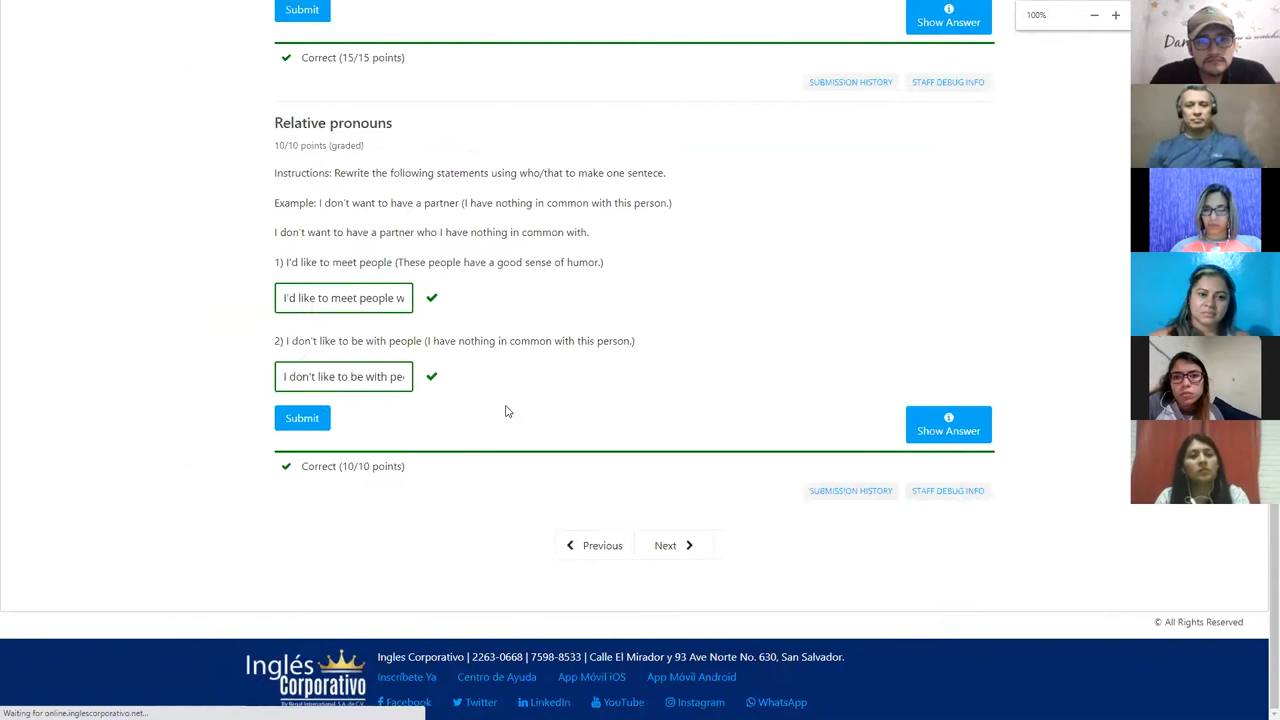 Submit
Show Answer
100%
Correct (15/15 points)
SUBMISSION HISTORY
STAFF DEBUG INFO
Relative pronouns
10/10 points (graded)
Instructions: Rewrite the following statements using who/that to make one sentece.
Example: I don't want to have a partner (I have nothing in common with this person.)
I don't want to have a partner who I have nothing in common with.
1) I'd like to meet people (These people have a good sense of humor.)
I'd like to meet people w
2) I don't like to be with people (I have nothing in common with this person.)
I don't like to be with pe
Submit
Show Answer
Correct (10/10 points)
SUBMISSION HISTORY
STAFF DEBUG INFO
Previous
Next
© All Rights Reserved
Inglés Corporativo
Ingles Corporativo | 2263-0668 | 7598-8533 | Calle El Mirador y 93 Ave Norte No. 630, San Salvador.
Inscríbete Ya
Centro de Ayuda
App Móvil iOS
App Móvil Android
Facebook
Twitter
LinkedIn
YouTube
Instagram
WhatsApp
Waiting for online.inglescorporativo.net...